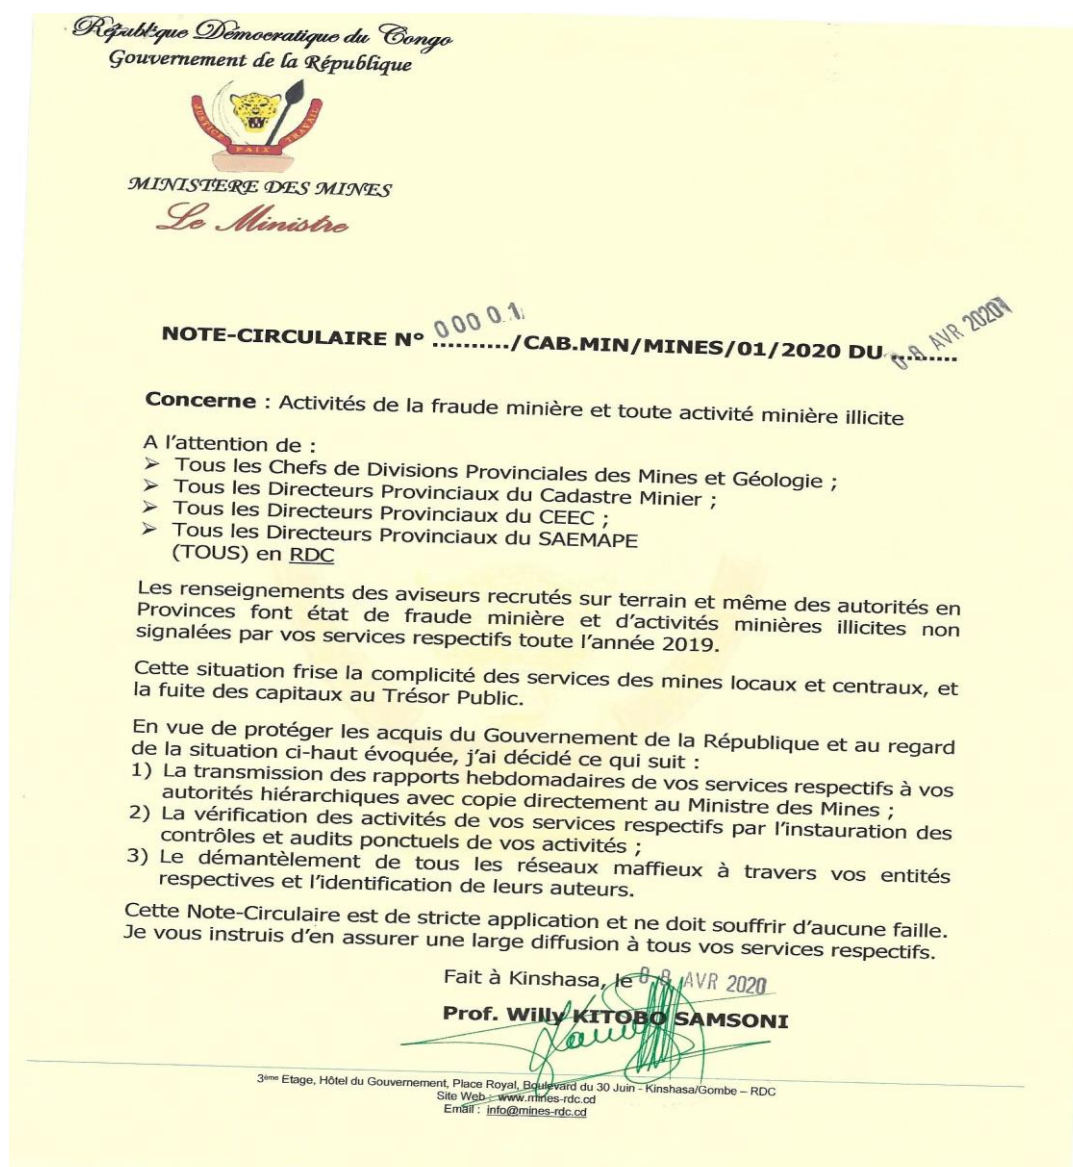 République Démocratique du Congo
Gouvernement de la République
JUSTICE PAIX TRAVAIL
MINISTERE DES MINES
Le Ministre
NOTE-CIRCULAIRE N° 00001/CAB.MIN/MINES/01/2020 DU 08 AVR 2020
Concerne : Activités de la fraude minière et toute activité minière illicite
A l'attention de :
➢ Tous les Chefs de Divisions Provinciales des Mines et Géologie ;
➢ Tous les Directeurs Provinciaux du Cadastre Minier ;
➢ Tous les Directeurs Provinciaux du CEEC ;
➢ Tous les Directeurs Provinciaux du SAEMAPE
(TOUS) en RDC
Les renseignements des aviseurs recrutés sur terrain et même des autorités en
Provinces font état de fraude minière et d'activités minières illicites non
signalées par vos services respectifs toute l'année 2019.
Cette situation frise la complicité des services des mines locaux et centraux, et
la fuite des capitaux au Trésor Public.
En vue de protéger les acquis du Gouvernement de la République et au regard
de la situation ci-haut évoquée, j'ai décidé ce qui suit :
1) La transmission des rapports hebdomadaires de vos services respectifs à vos
autorités hiérarchiques avec copie directement au Ministre des Mines ;
2) La vérification des activités de vos services respectifs par l'instauration des
contrôles et audits ponctuels de vos activités ;
3) Le démantèlement de tous les réseaux maffieux à travers vos entités
respectives et l'identification de leurs auteurs.
Cette Note-Circulaire est de stricte application et ne doit souffrir d'aucune faille.
Je vous instruis d'en assurer une large diffusion à tous vos services respectifs.
Fait à Kinshasa, le 08 AVR 2020
Prof. Willy KITOBO SAMSONI
3ème Etage, Hôtel du Gouvernement, Place Royal, Boulevard du 30 Juin - Kinshasa/Gombe – RDC
Site Web : www.mines-rdc.cd
Email : info@mines-rdc.cd